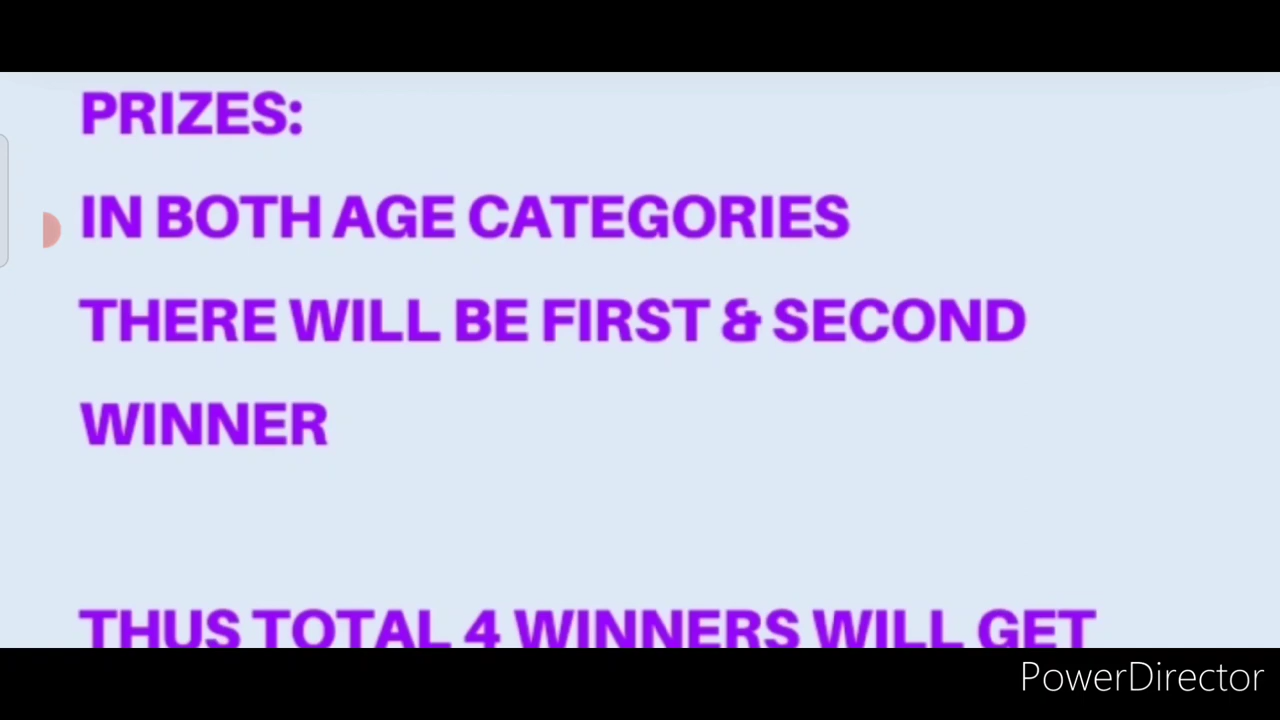 PRIZES:
IN BOTH AGE CATEGORIES
THERE WILL BE FIRST & SECOND
WINNER
THUS TOTAL 4 WINNERS WILL GET
PowerDirector